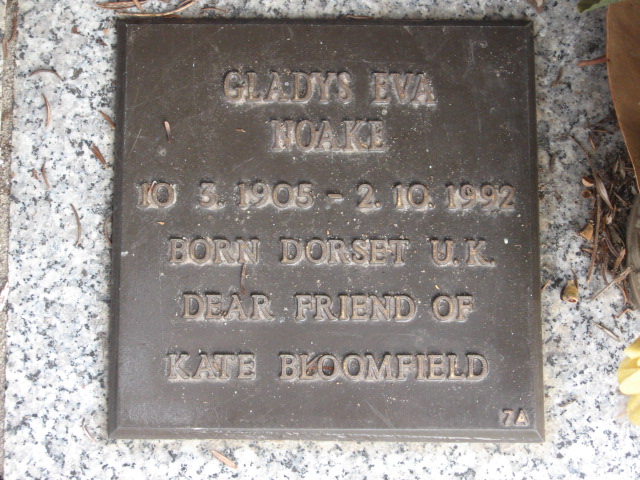 GLADYS EVA
NOAKE
10 3. 1905 - 2. 10. 1992
BORN DORSET U.K.
DEAR FRIEND OF
KATE BLOOMFIELD
7A